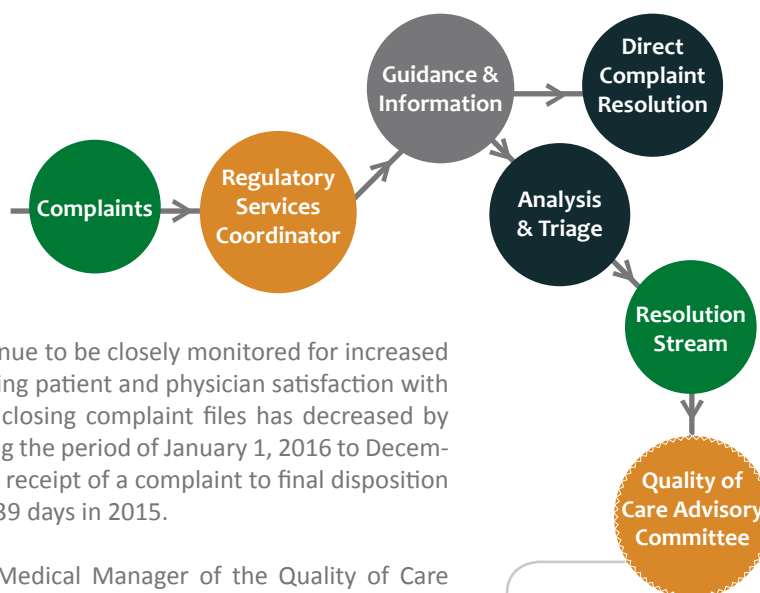 Direct
Complaint
Resolution
Guidance &
Information
Regulatory
Services
Coordinator
Complaints
Analysis
& Triage
Resolution
Stream
nue to be closely monitored for increased
ing patient and physician satisfaction with
closing complaint files has decreased by
g the period of January 1, 2016 to Decem-
receipt of a complaint to final disposition
39 days in 2015.
Quality of
Care Advisory
Committee
Medical Manager of the Quality of Care